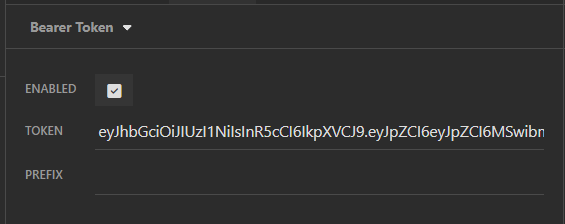 Bearer Token
ENABLED
TOKEN eyJhbGciOiJIUzI1NiIsInR5cCI6IkpXVCJ9.eyJpZCI6eyJpZCI6MSwibm
PREFIX